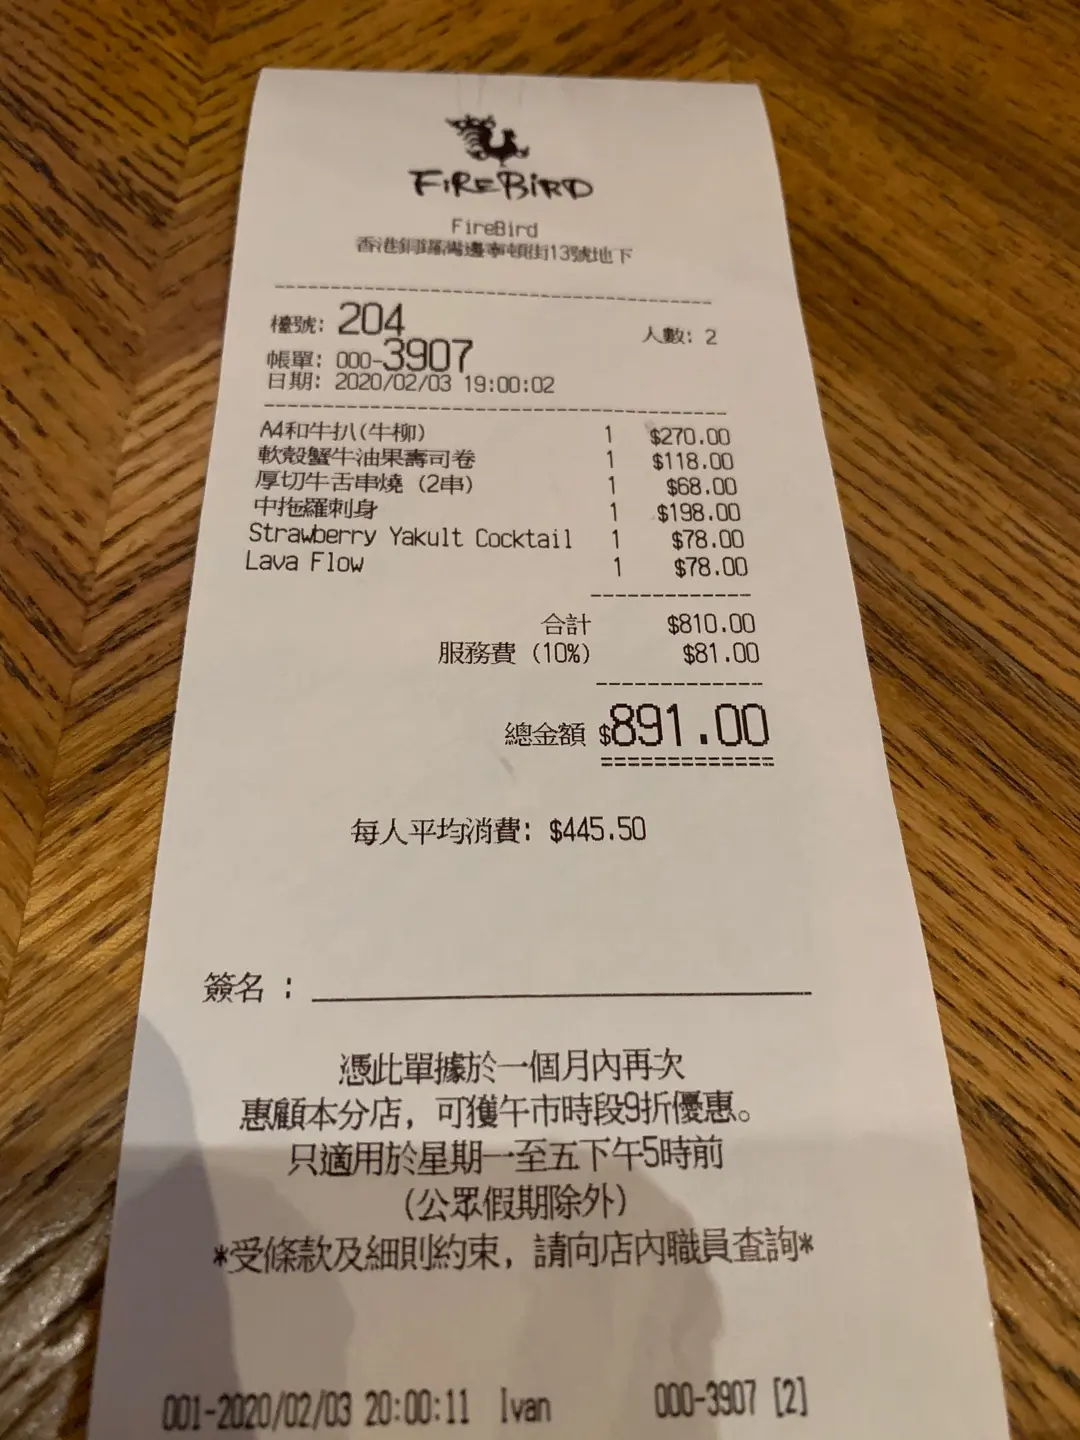 FIREBIRD
FireBird
香港銅鑼灣邊寧頓街13號地下
檯號: 204 人數: 2
帳單: 000-3907
日期: 2020/02/03 19:00:02
A4和牛扒(牛柳) 1 $270.00
軟殼蟹牛油果壽司卷 1 $118.00
厚切牛舌串燒 (2串) 1 $68.00
中拖羅刺身 1 $198.00
Strawberry Yakult Cocktail 1 $78.00
Lava Flow 1 $78.00
合計 $810.00
服務費 (10%) $81.00
總金額 $891.00
每人平均消費: $445.50
簽名 :
憑此單據於一個月內再次
惠顧本分店, 可獲午市時段9折優惠。
只適用於星期一至五下午5時前
(公眾假期除外)
*受條款及細則約束, 請向店內職員查詢*
001-2020/02/03 20:00:11 Ivan 000-3907 [2]